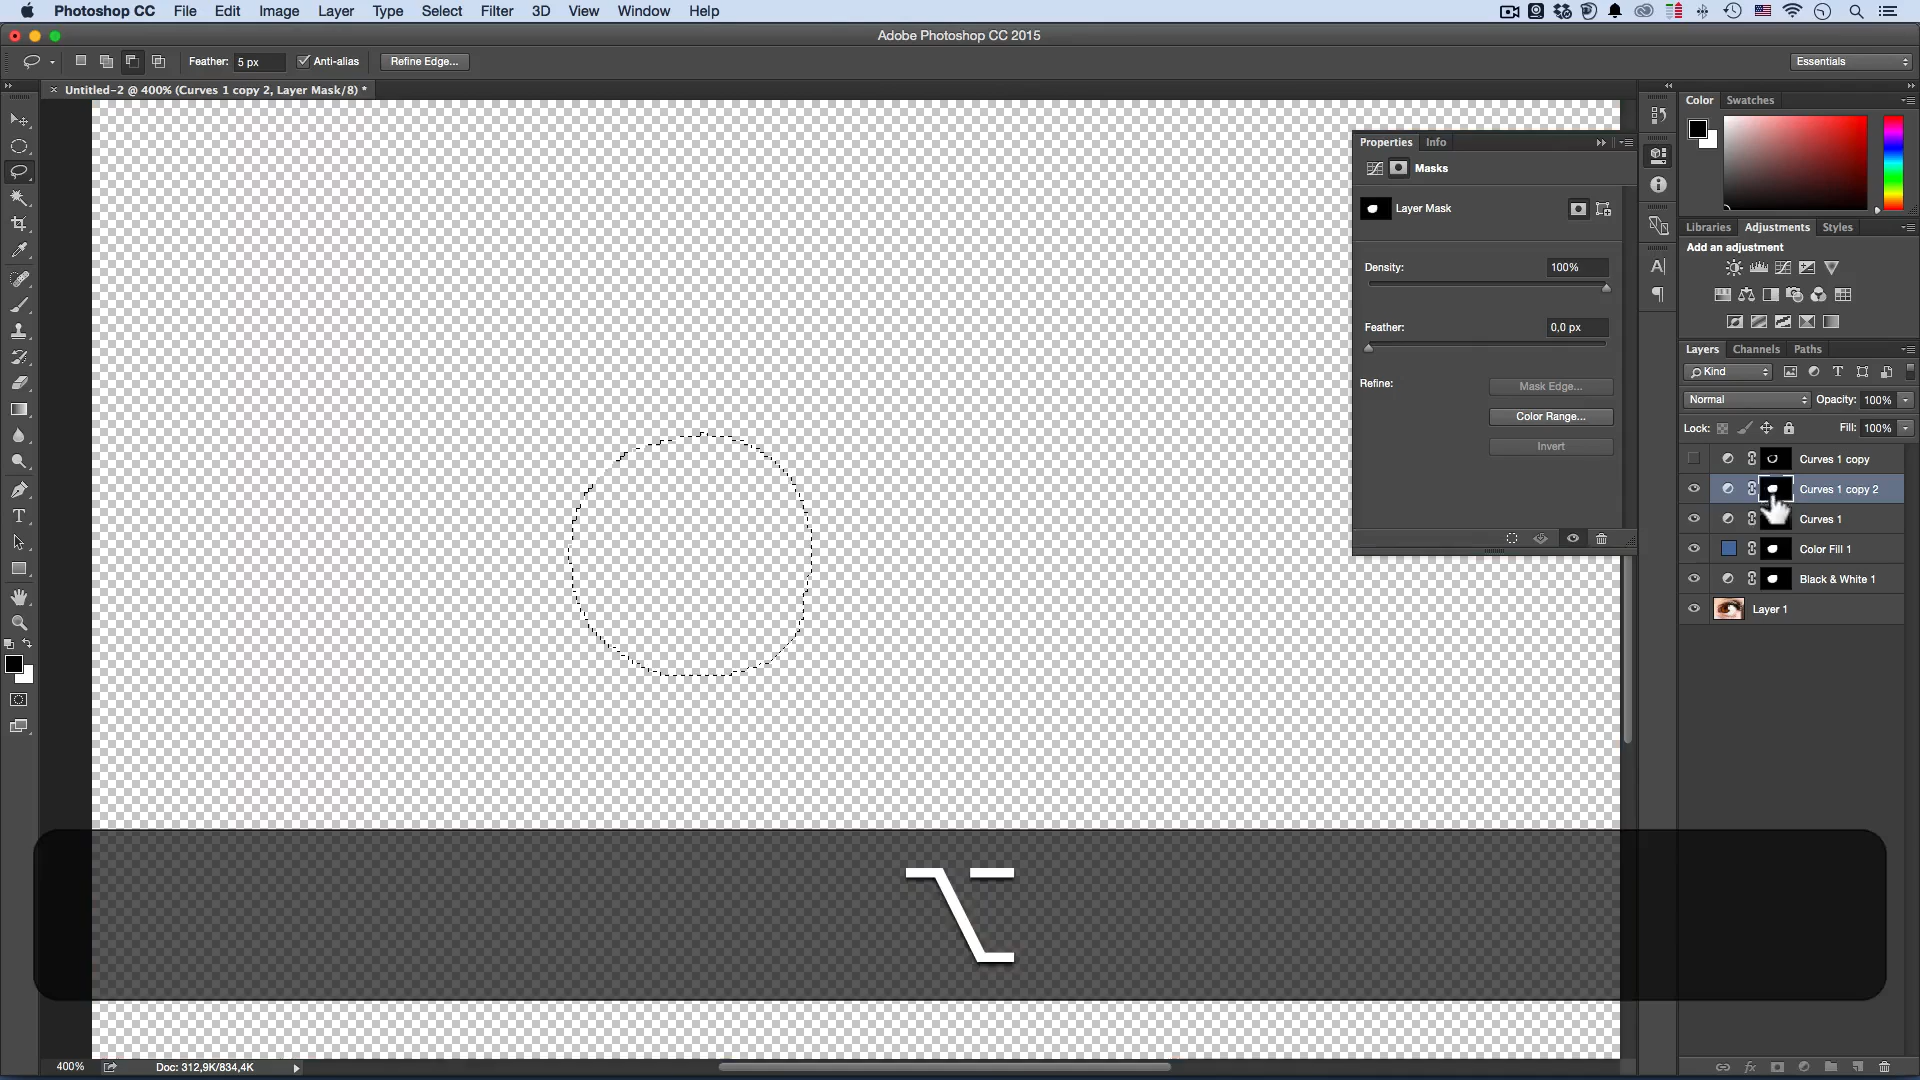 Photoshop CC File Edit Image Layer Type Select Filter 3D View Window Help
Adobe Photoshop CC 2015
Feather: 5 px Anti-alias Refine Edge... Essentials
× Untitled-2 @ 400% (Curves 1 copy 2, Layer Mask/8) *
Color Swatches
Properties Info
Masks
Layer Mask
Density: 100%
Feather: 0,0 px
Refine: Mask Edge...
Color Range...
Invert
Libraries Adjustments Styles
Add an adjustment
Layers Channels Paths
Kind
Normal Opacity: 100%
Lock: Fill: 100%
Curves 1 copy
Curves 1 copy 2
Curves 1
Color Fill 1
Black & White 1
Layer 1
⌥
400% Doc: 312,9K/834,4K